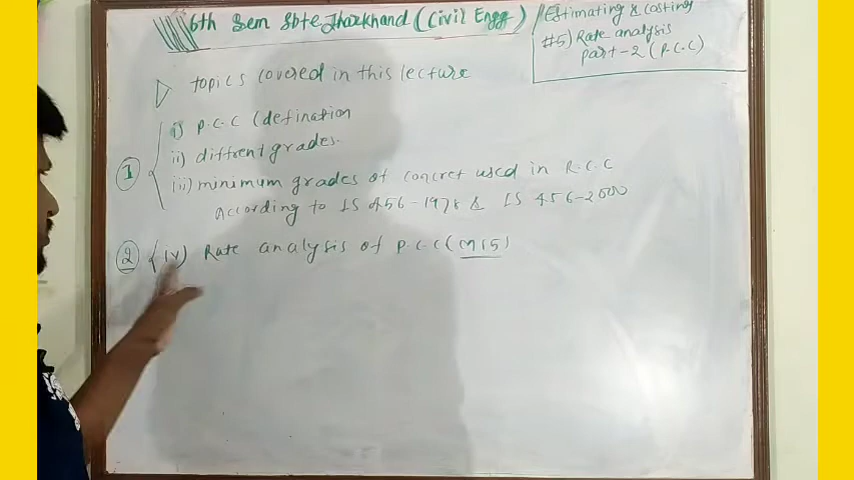 6th Sem Sbte Jharkhand (Civil Engg)
Estimating & costing
#5) Rate analysis
part-2 (P.C.C)
topics covered in this lecture
1
i) P.C.C (defination
ii) diffrent grades.
iii) minimum grades of concret used in R.C.C
According to IS 456-1978 & IS 456-2000
2
iv) Rate analysis of P.C.C (M15)